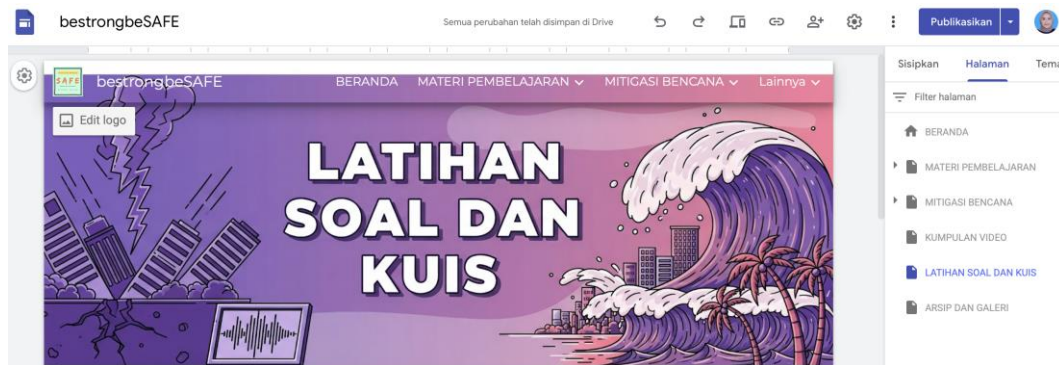 bestrongbeSAFE
Semua perubahan telah disimpan di Drive
Publikasikan
Sisipkan Halaman Tema
Filter halaman
BERANDA
MATERI PEMBELAJARAN
MITIGASI BENCANA
KUMPULAN VIDEO
LATIHAN SOAL DAN KUIS
ARSIP DAN GALERI
SAFE
bestrongbeSAFE
BERANDA MATERI PEMBELAJARAN MITIGASI BENCANA Lainnya
Edit logo
LATIHAN
SOAL DAN
KUIS